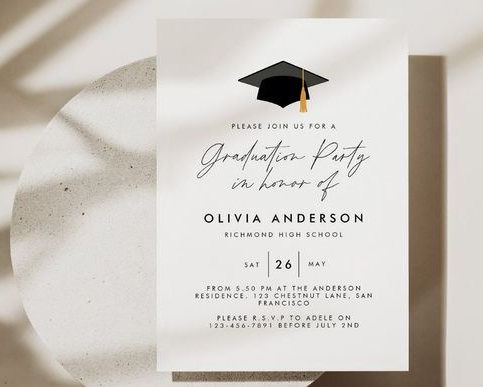 PLEASE JOIN US FOR A
Graduation Party
in honor of
OLIVIA ANDERSON
RICHMOND HIGH SCHOOL
SAT 26 MAY
FROM 5.50 PM AT THE ANDERSON
RESIDENCE. 123 CHESTNUT LANE, SAN
FRANCISCO
PLEASE R.S.V.P TO ADELE ON
123-456-7891 BEFORE JULY 2ND